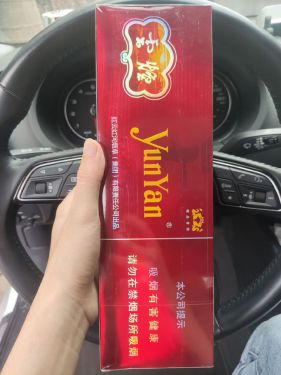 云烟
YunYan®
红云红河烟草(集团)有限责任公司出品
本公司提示
吸烟有害健康
请勿在禁烟场所吸烟